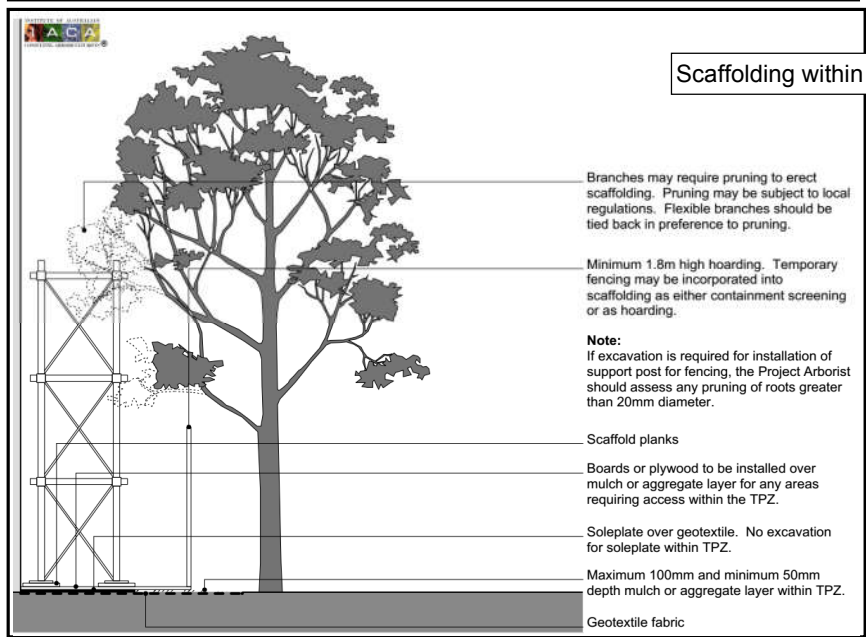 INSTITUTE OF AUSTRALIAN
IACA
CONSULTING ARBORICULTURISTS®
Scaffolding within
Branches may require pruning to erect
scaffolding. Pruning may be subject to local
regulations. Flexible branches should be
tied back in preference to pruning.
Minimum 1.8m high hoarding. Temporary
fencing may be incorporated into
scaffolding as either containment screening
or as hoarding.
Note:
If excavation is required for installation of
support post for fencing, the Project Arborist
should assess any pruning of roots greater
than 20mm diameter.
Scaffold planks
Boards or plywood to be installed over
mulch or aggregate layer for any areas
requiring access within the TPZ.
Soleplate over geotextile. No excavation
for soleplate within TPZ.
Maximum 100mm and minimum 50mm
depth mulch or aggregate layer within TPZ.
Geotextile fabric